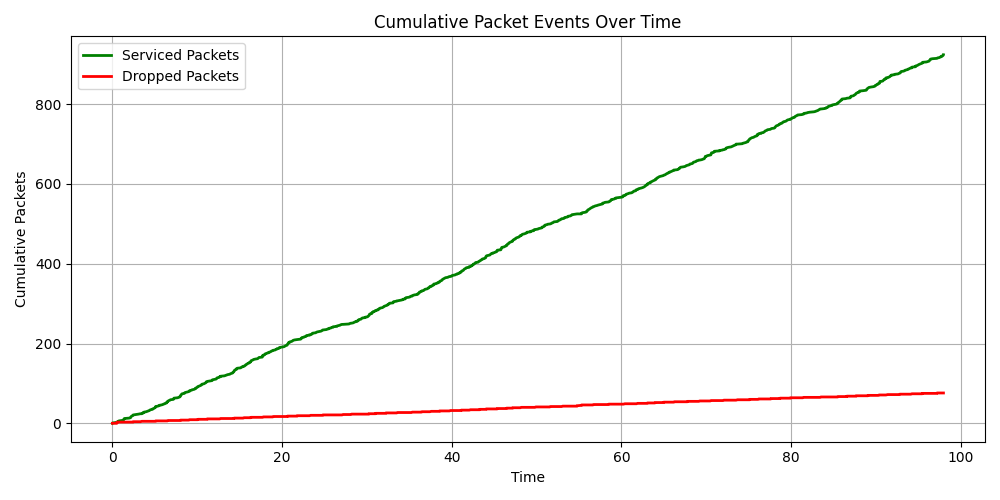 Cumulative Packet Events Over Time
Serviced Packets
Dropped Packets
Cumulative Packets
800
600
400
200
0
0 20 40 60 80 100
Time